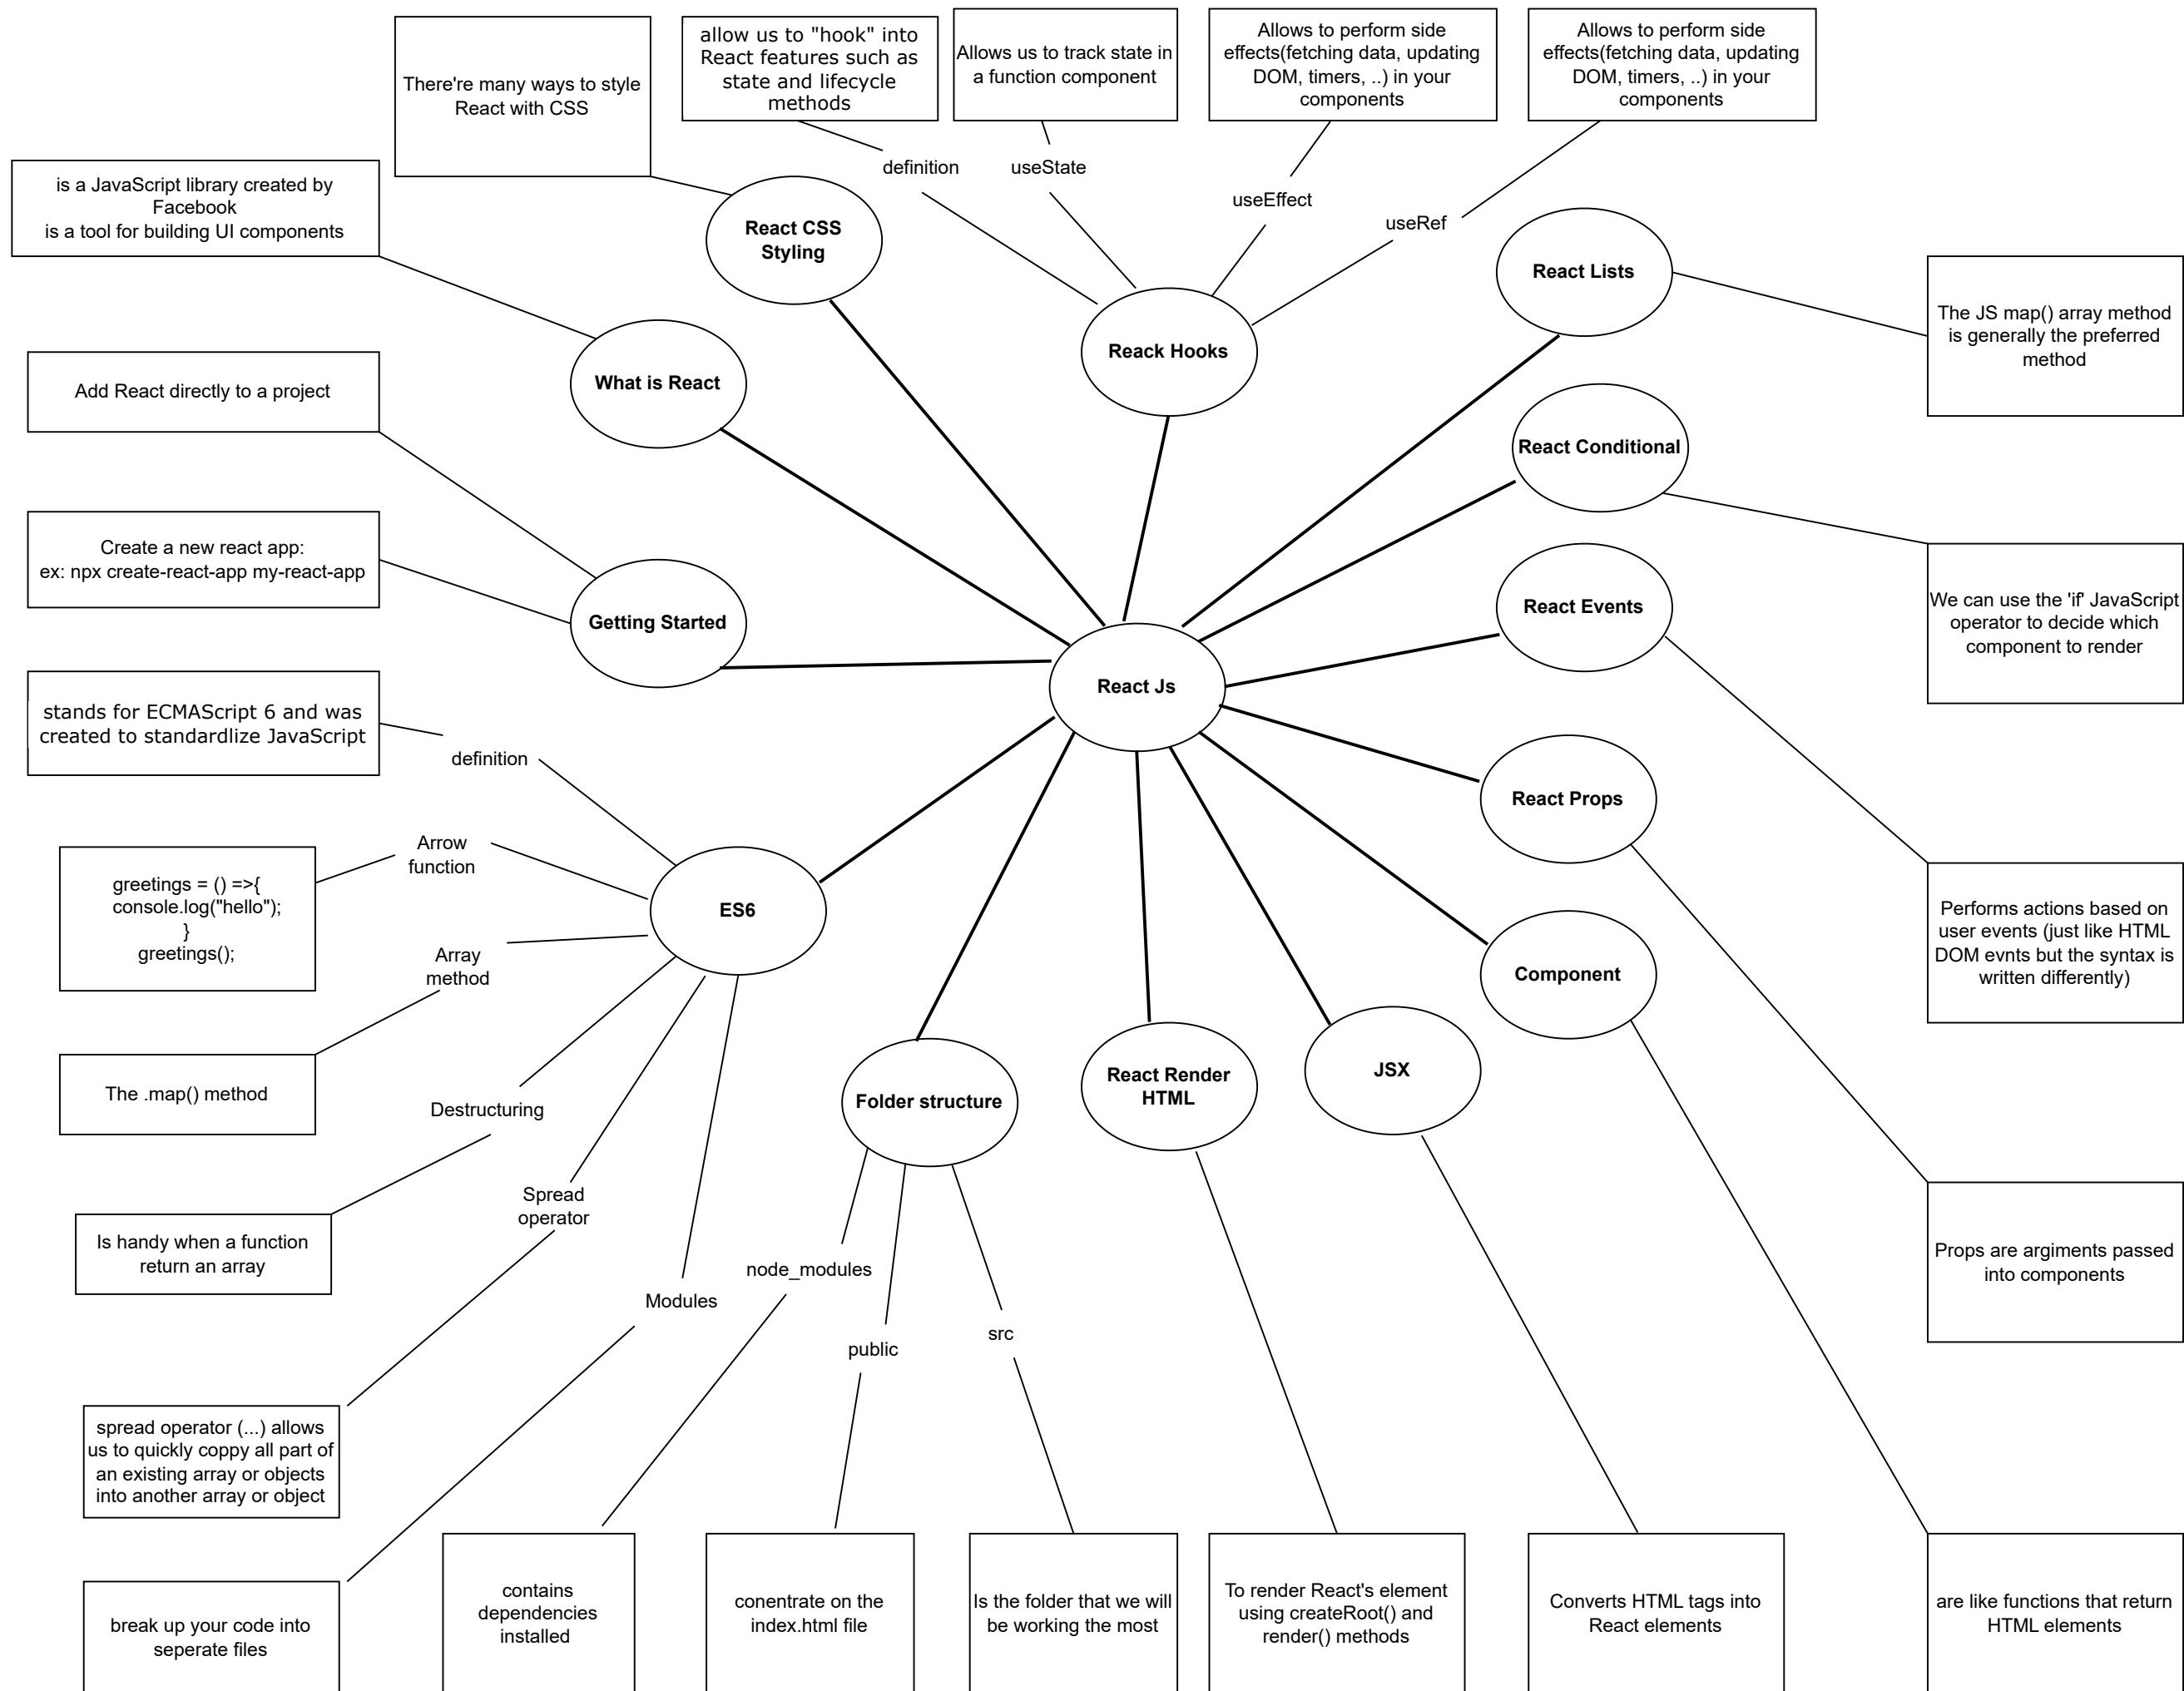 There're many ways to style
React with CSS
allow us to "hook" into
React features such as
state and lifecycle
methods
Allows us to track state in
a function component
Allows to perform side
effects(fetching data, updating
DOM, timers, ..) in your
components
Allows to perform side
effects(fetching data, updating
DOM, timers, ..) in your
components
definition
useState
useEffect
useRef
is a JavaScript library created by
Facebook
is a tool for building UI components
React CSS
Styling
Reack Hooks
React Lists
The JS map() array method
is generally the preferred
method
What is React
Add React directly to a project
React Conditional
Create a new react app:
ex: npx create-react-app my-react-app
Getting Started
React Events
We can use the 'if' JavaScript
operator to decide which
component to render
React Js
stands for ECMAScript 6 and was
created to standardlize JavaScript
definition
React Props
Arrow
function
greetings = () =>{
console.log("hello");
}
greetings();
ES6
Performs actions based on
user events (just like HTML
DOM evnts but the syntax is
written differently)
Array
method
Component
The .map() method
Destructuring
Folder structure
React Render
HTML
JSX
Spread
operator
Is handy when a function
return an array
node_modules
Modules
public
src
Props are argiments passed
into components
spread operator (...) allows
us to quickly coppy all part of
an existing array or objects
into another array or object
break up your code into
seperate files
contains
dependencies
installed
conentrate on the
index.html file
Is the folder that we will
be working the most
To render React's element
using createRoot() and
render() methods
Converts HTML tags into
React elements
are like functions that return
HTML elements